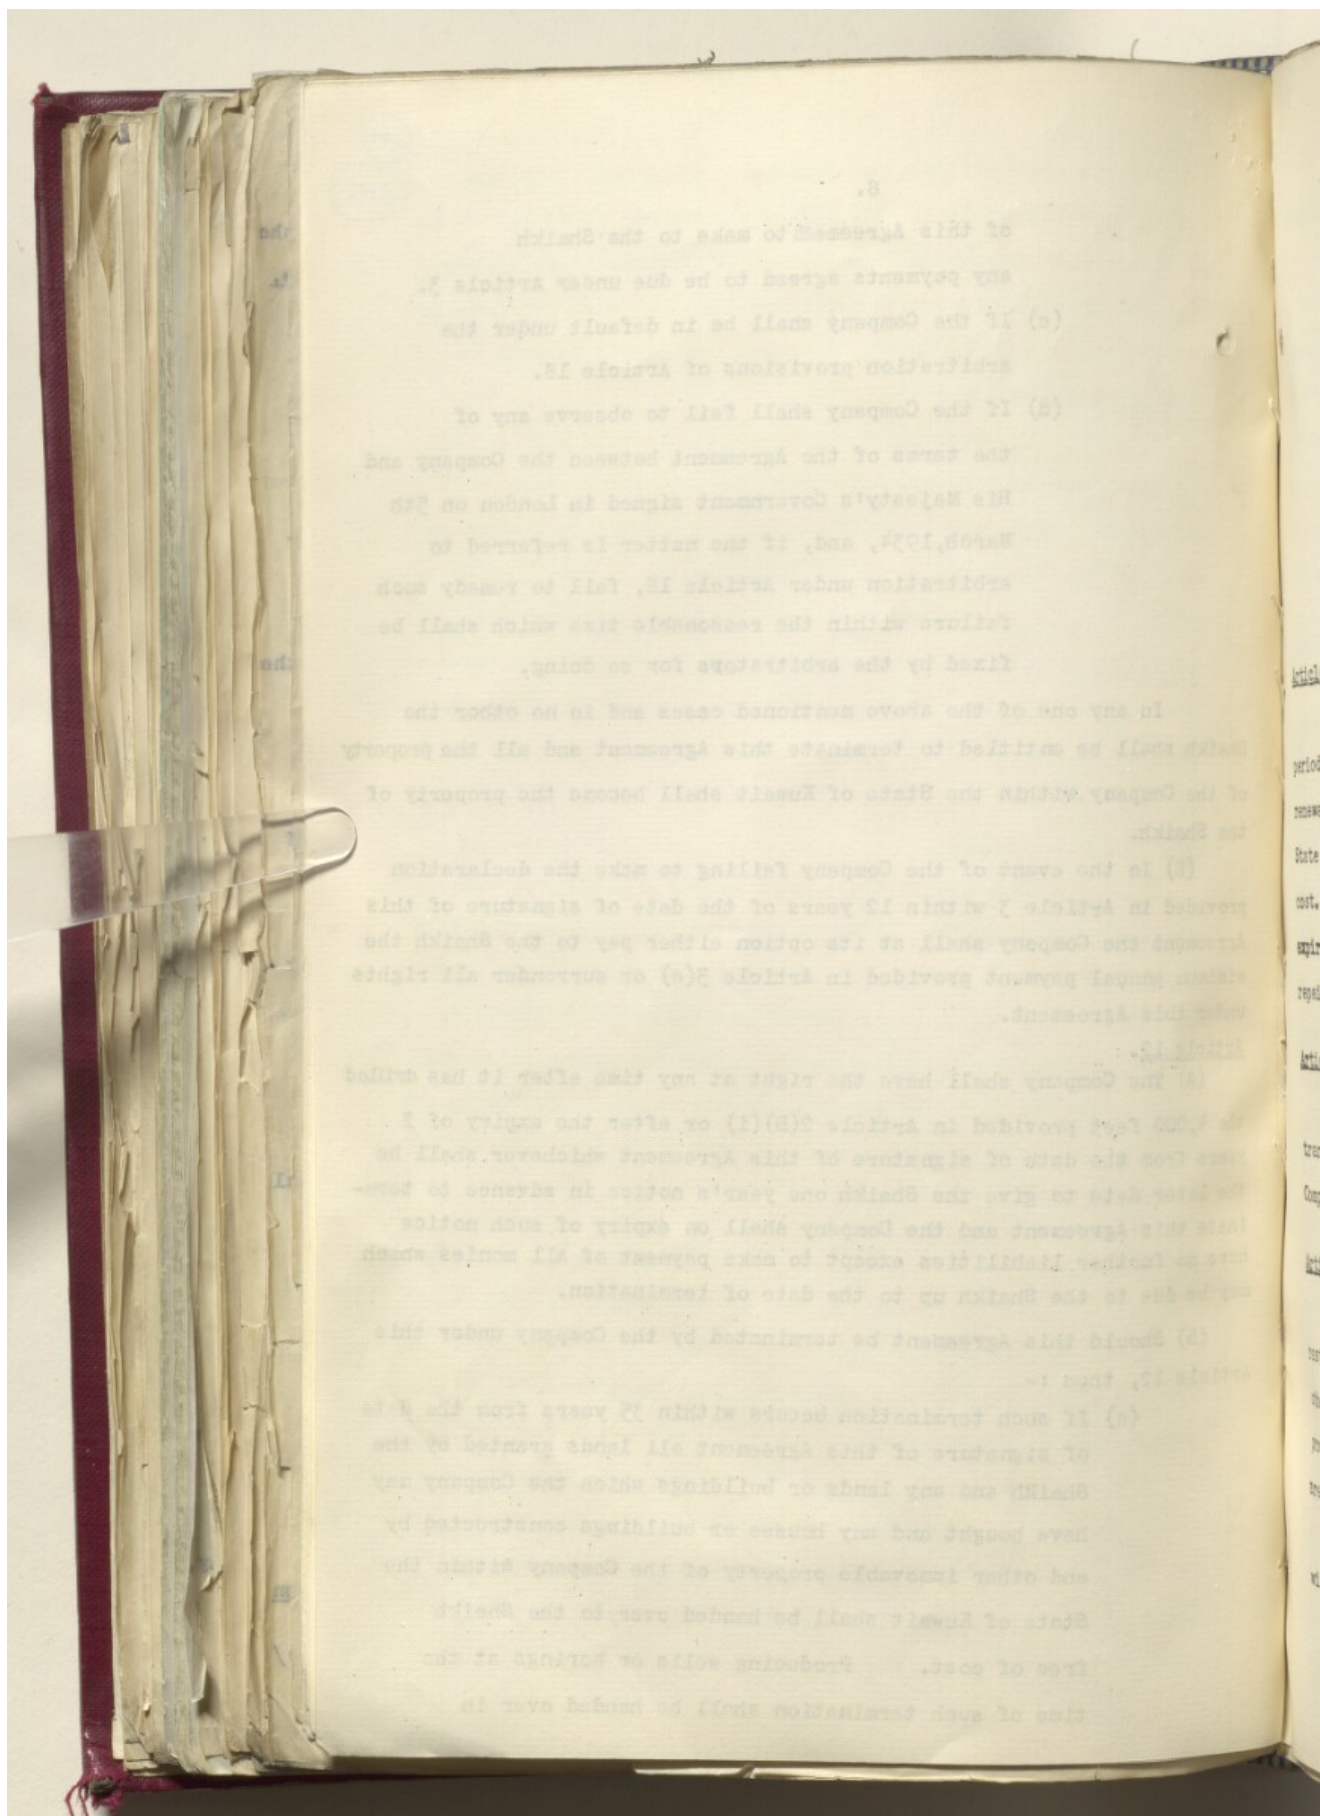 8.
of this Agreement to make to the Shaikh
any payments agreed to be due under Article 3.
(c) If the Company shall be in default under the
arbitration provisions of Article 18.
(d) If the Company shall fail to observe any of
the terms of the Agreement between the Company and
His Majesty's Government signed in London on 5th
March,1934, and, if the matter is referred to
arbitration under Article 18, fail to remedy such
failure within the reasonable time which shall be
fixed by the arbitrators for so doing.
In any one of the above mentioned cases and in no other the
Shaikh shall be entitled to terminate this Agreement and all the property
of the Company within the State of Kuwait shall become the property of
the Shaikh.
(B) In the event of the Company failing to make the declaration
provided in Article 3 within 12 years of the date of signature of this
Agreement the Company shall at its option either pay to the Shaikh the
minimum annual payment provided in Article 3(c) or surrender all rights
under this Agreement.
Article 12.
(A) The Company shall have the right at any time after it has drilled
the 4,000 feet provided in Article 2(B)(i) or after the expiry of 2
years from the date of signature of this Agreement whichever shall be
the later date to give the Shaikh one year's notice in advance to term-
inate this Agreement and the Company shall on expiry of such notice
have no further liabilities except to make payment of all monies which
may be due to the Shaikh up to the date of termination.
(B) Should this Agreement be terminated by the Company under this
Article 12, then :-
(a) If such termination occurs within 35 years from the date
of signature of this Agreement all lands granted by the
Shaikh and any lands or buildings which the Company may
have bought and any houses or buildings constructed by
and other immovable property of the Company within the
State of Kuwait shall be handed over to the Shaikh
free of cost. Producing wells or borings at the
time of such termination shall be handed over in
period
State
cost.